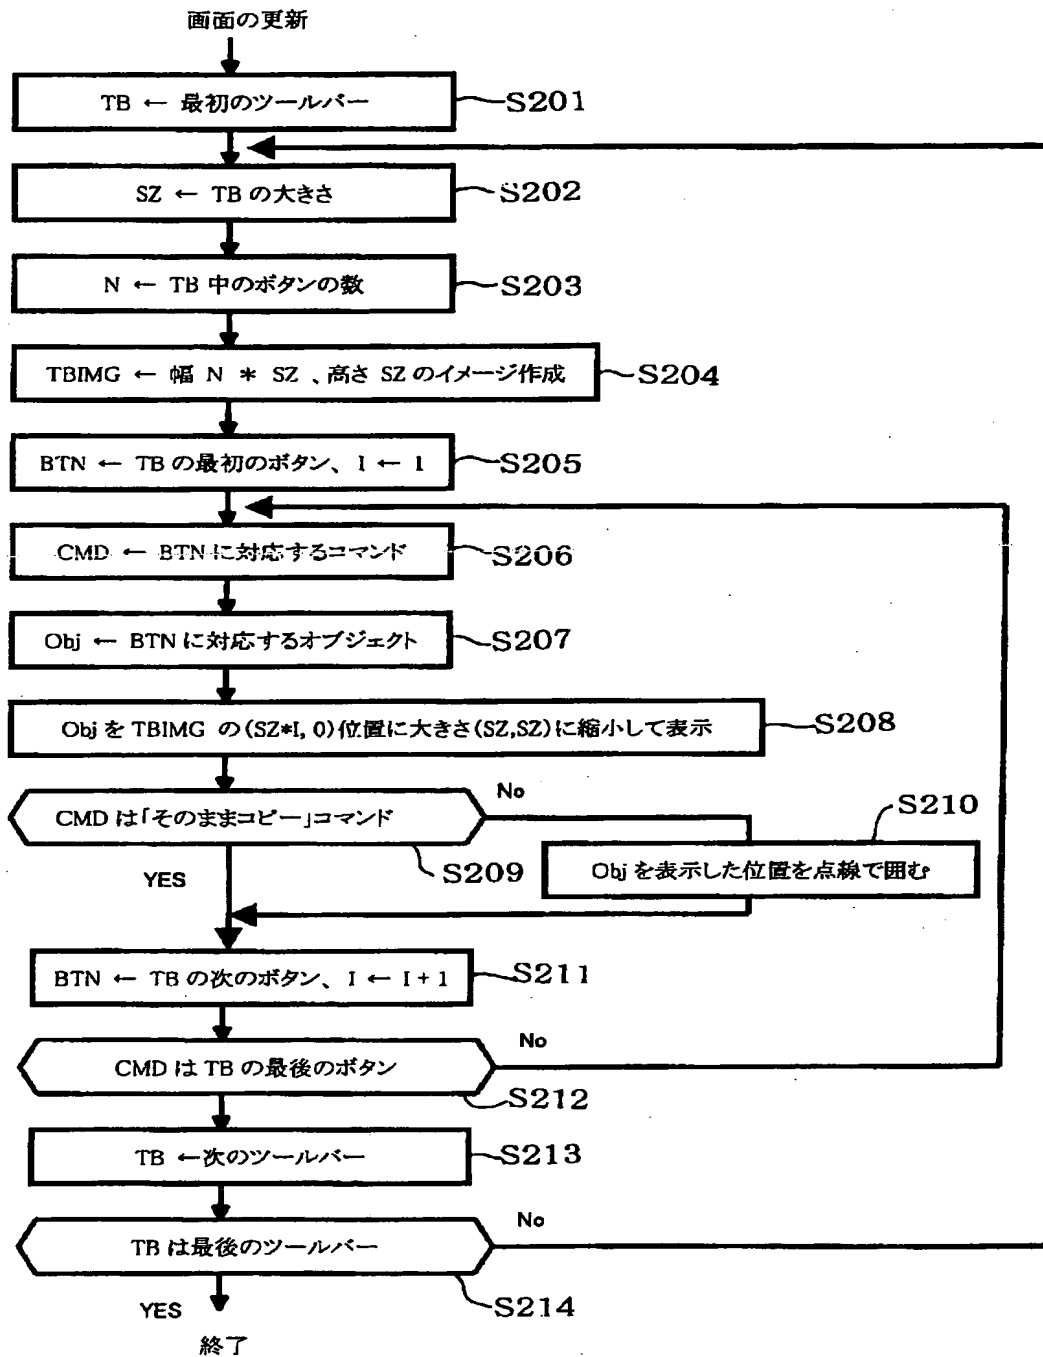 画面の更新
TB ← 最初のツールバー
S201
SZ ← TB の大きさ
S202
N ← TB 中のボタンの数
S203
TBIMG ← 幅 N * SZ 、高さ SZ のイメージ作成
S204
BTN ← TB の最初のボタン、 I ← 1
S205
CMD ← BTN に対応するコマンド
S206
Obj ← BTN に対応するオブジェクト
S207
Obj を TBIMG の (SZ*I, 0) 位置に大きさ (SZ,SZ) に縮小して表示
S208
No
CMD は「そのままコピー」コマンド
S210
S209
Obj を表示した位置を点線で囲む
YES
BTN ← TB の次のボタン、 I ← I + 1
S211
No
CMD は TB の最後のボタン
S212
TB ←次のツールバー
S213
No
TB は最後のツールバー
S214
YES
終了